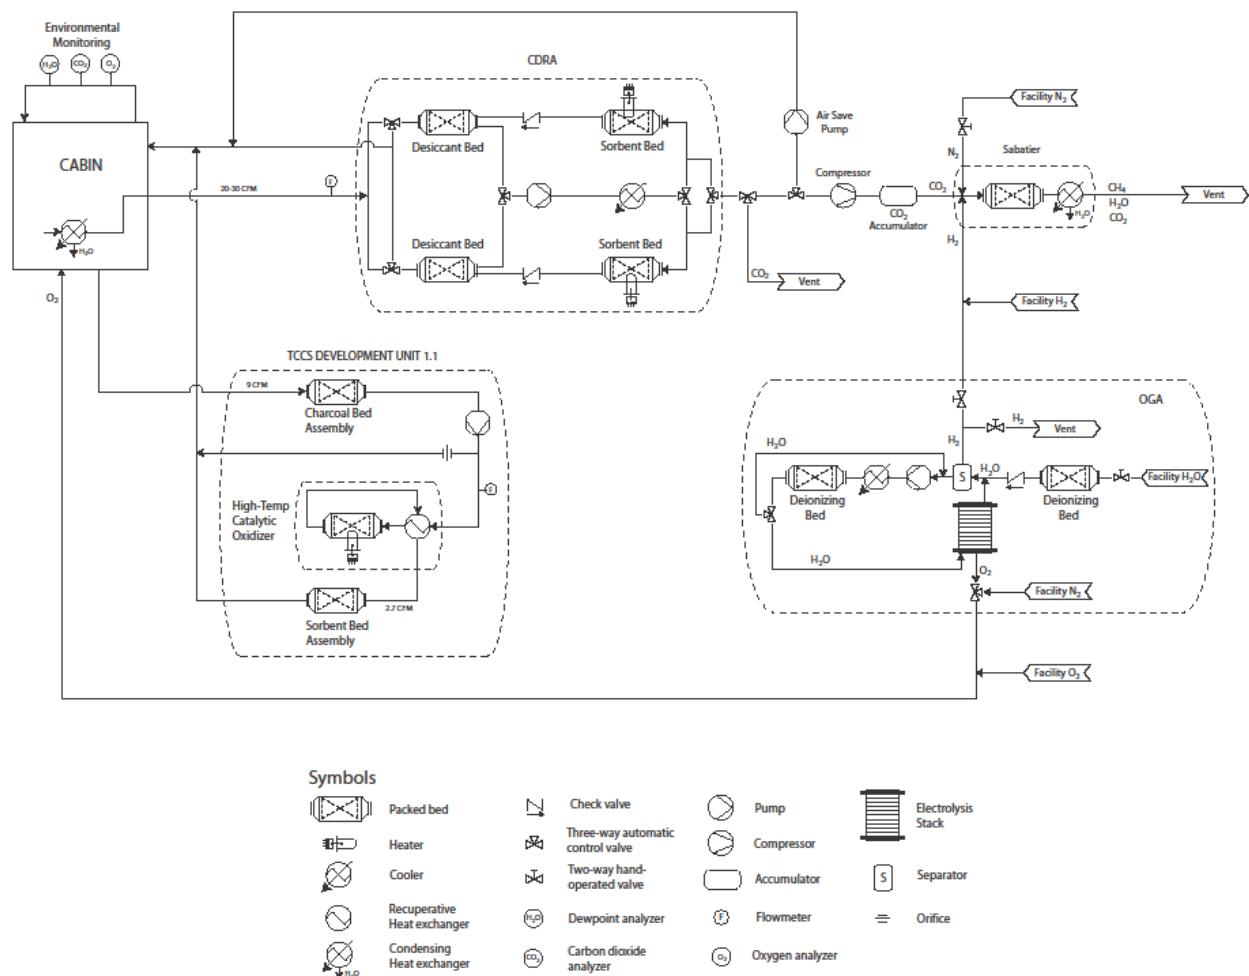 Environmental
Monitoring
H₂O
CO₂
O₂
CABIN
H₂O
20-30 CFM
F
O₂
CDRA
Desiccant Bed
Sorbent Bed
Desiccant Bed
Sorbent Bed
Air Save
Pump
Compressor
CO₂
CO₂
Accumulator
CO₂
Vent
Facility N₂
N₂
Sabatier
H₂O
CH₄
H₂O
CO₂
Vent
H₂
Facility H₂
TCCS DEVELOPMENT UNIT 1.1
9 CFM
Charcoal Bed
Assembly
F
High-Temp
Catalytic
Oxidizer
2.7 CFM
Sorbent Bed
Assembly
OGA
H₂
Vent
H₂
H₂O
S
H₂O
Facility H₂O
Deionizing
Bed
Deionizing
Bed
H₂O
O₂
Facility N₂
Facility O₂
Symbols
Packed bed
Heater
Cooler
Recuperative
Heat exchanger
Condensing
Heat exchanger
H₂O
Check valve
Three-way automatic
control valve
Two-way hand-
operated valve
H₂O
Dewpoint analyzer
CO₂
Carbon dioxide
analyzer
Pump
Compressor
Accumulator
F
Flowmeter
O₂
Oxygen analyzer
Electrolysis
Stack
S
Separator
Orifice